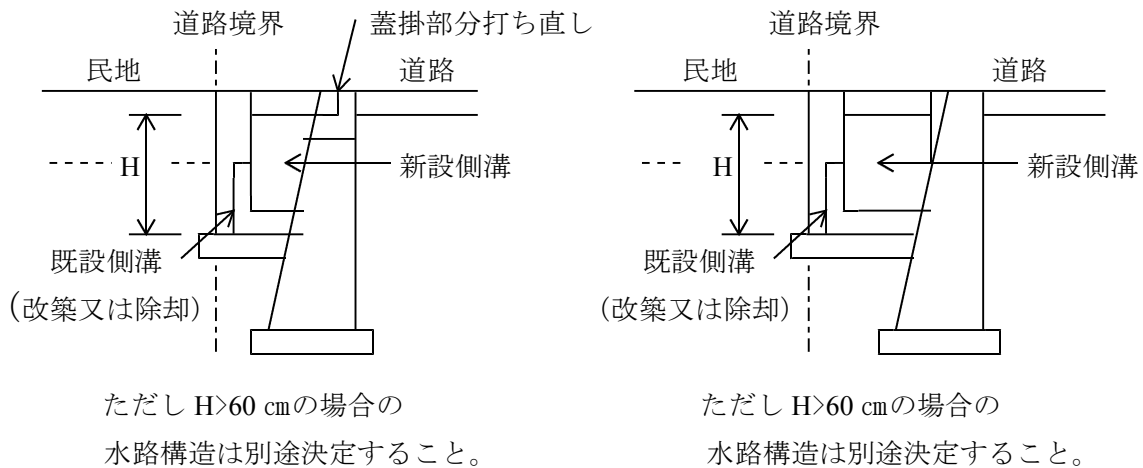 道路境界
蓋掛部分打ち直し
民地
道路
H
新設側溝
既設側溝
(改築又は除却)
ただし H>60 ㎝の場合の
水路構造は別途決定すること。
道路境界
民地
道路
H
新設側溝
既設側溝
(改築又は除却)
ただし H>60 ㎝の場合の
水路構造は別途決定すること。